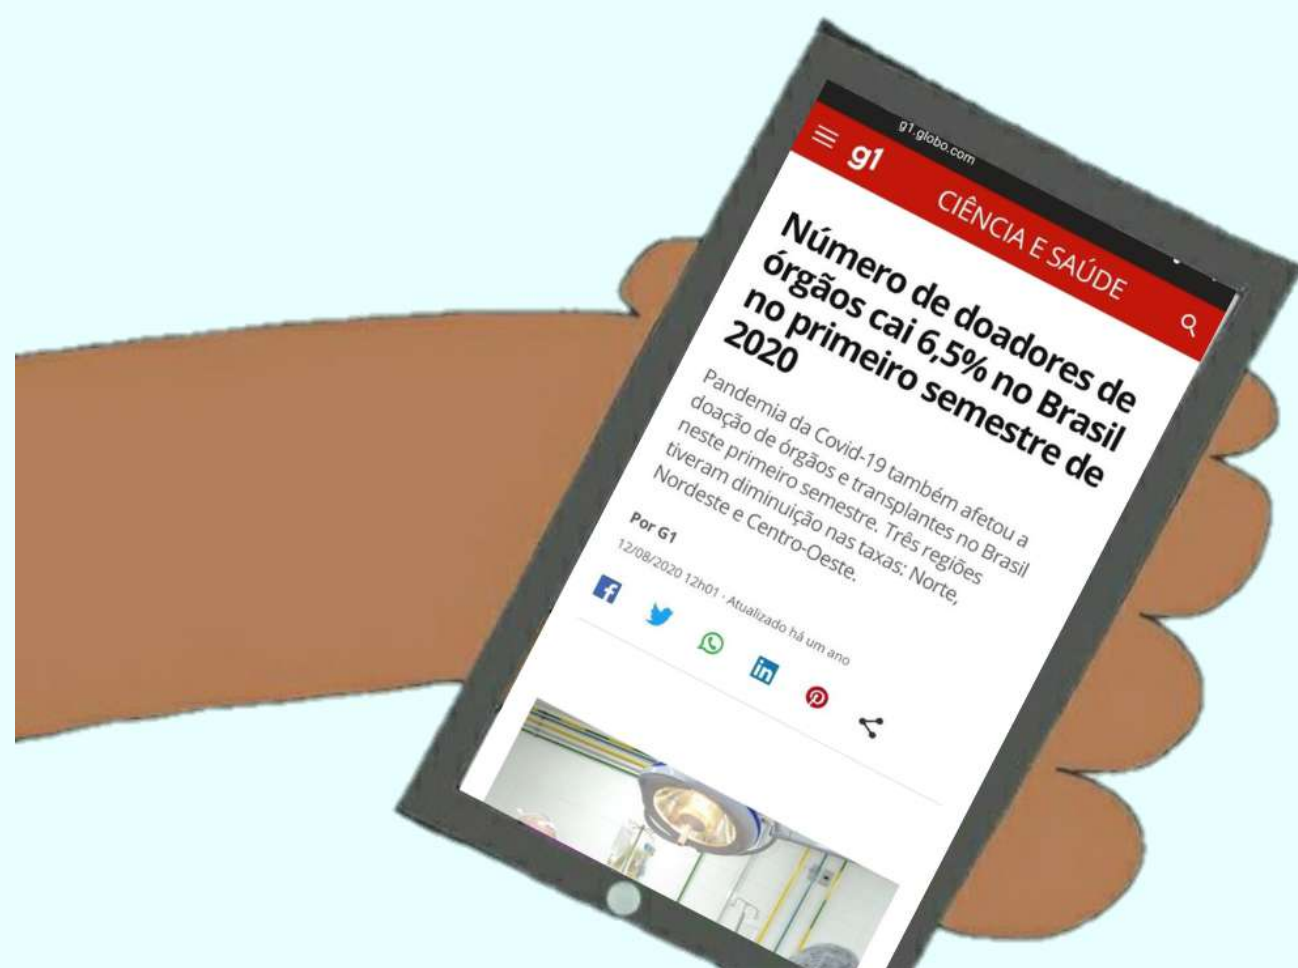 g1.globo.com
g1
CIÊNCIA E SAÚDE
Número de doadores de
órgãos cai 6,5% no Brasil
no primeiro semestre de
2020
Pandemia da Covid-19 também afetou a
doação de órgãos e transplantes no Brasil
neste primeiro semestre. Três regiões
tiveram diminuição nas taxas: Norte,
Nordeste e Centro-Oeste.
Por G1
12/08/2020 12h01 · Atualizado há um ano